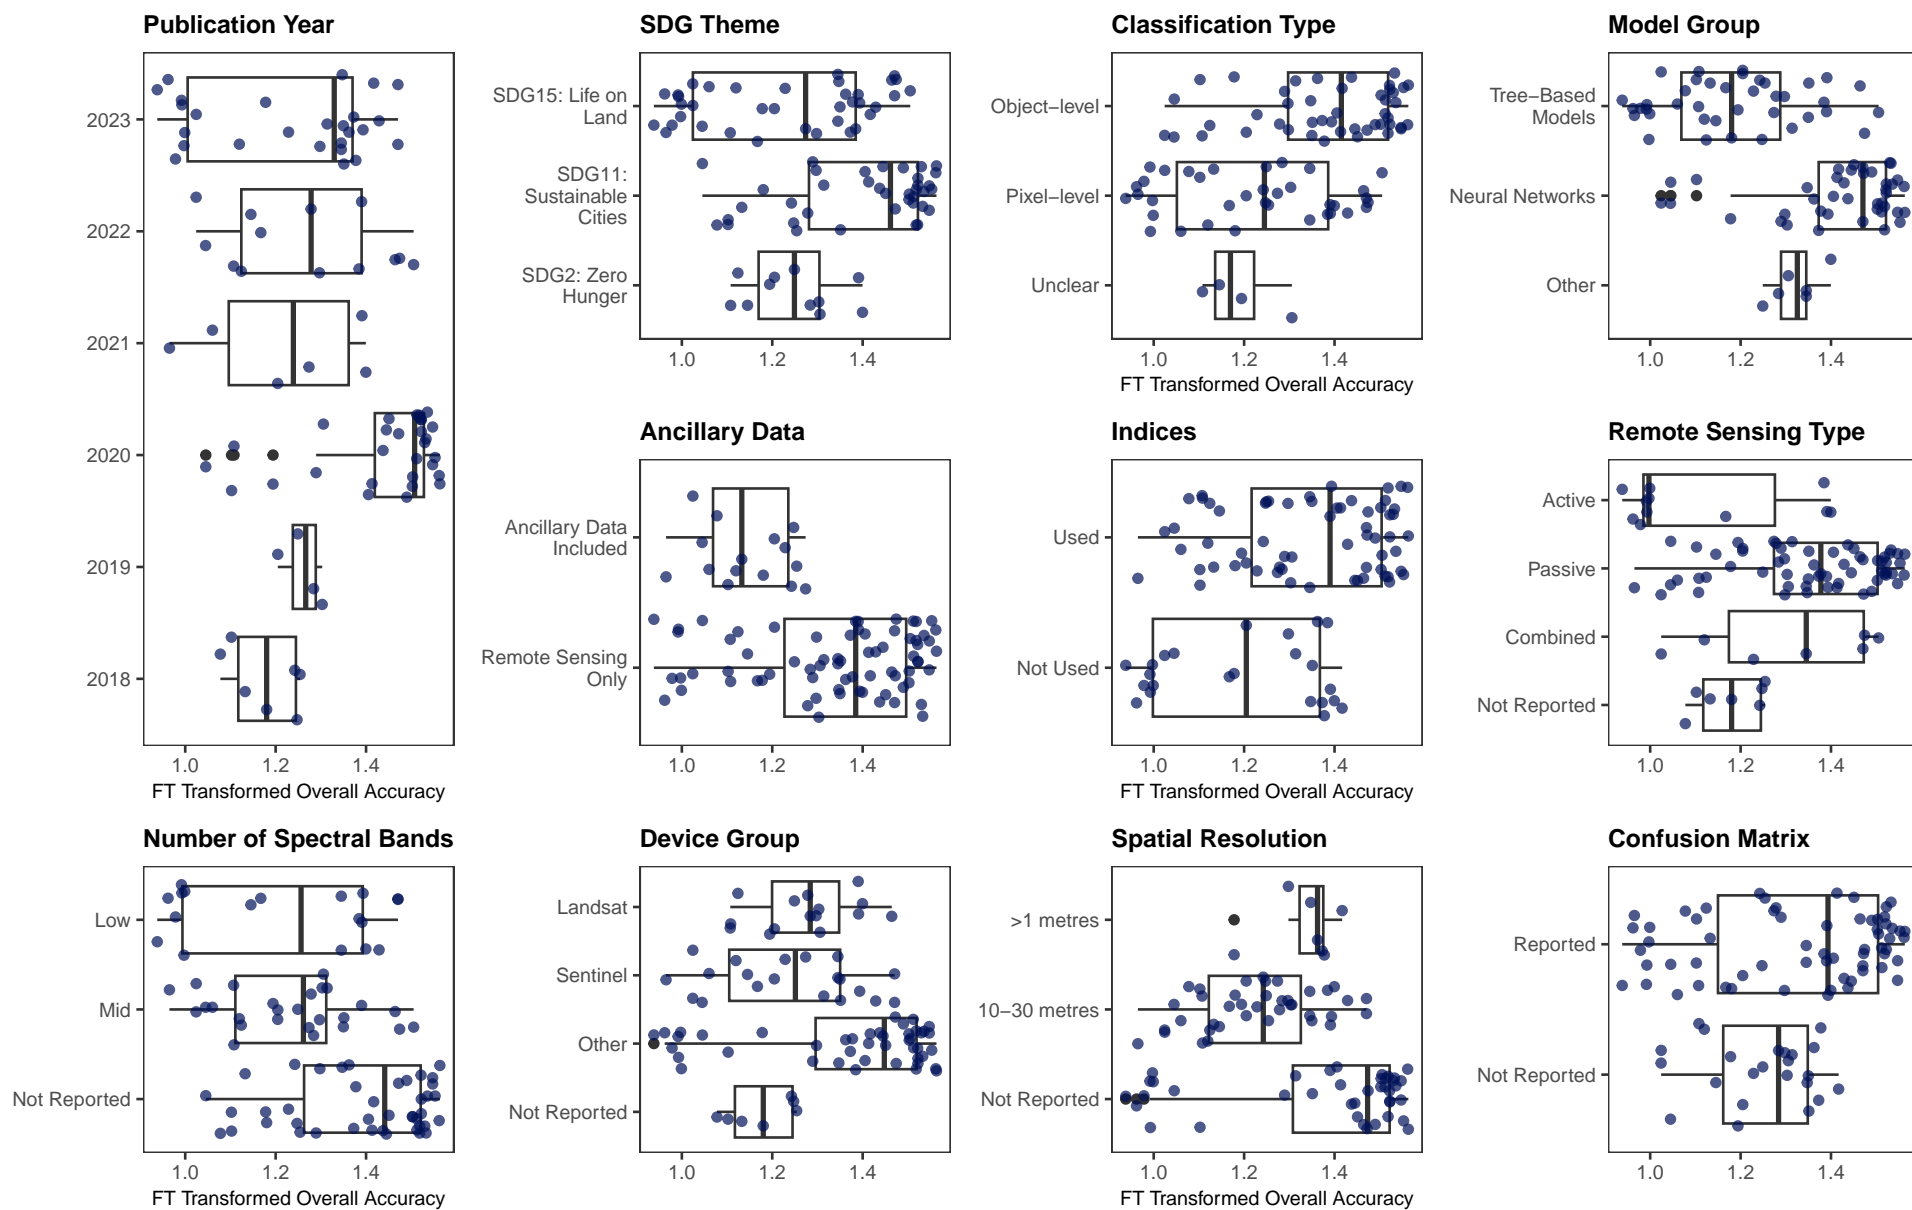 Publication Year
2023
2022
2021
2020
2019
2018
1.0 1.2 1.4
FT Transformed Overall Accuracy
SDG Theme
SDG15: Life on
Land
SDG11:
Sustainable
Cities
SDG2: Zero
Hunger
1.0 1.2 1.4
Classification Type
Object−level
Pixel−level
Unclear
1.0 1.2 1.4
FT Transformed Overall Accuracy
Model Group
Tree−Based
Models
Neural Networks
Other
1.0 1.2 1.4
Ancillary Data
Ancillary Data
Included
Remote Sensing
Only
1.0 1.2 1.4
Indices
Used
Not Used
1.0 1.2 1.4
FT Transformed Overall Accuracy
Remote Sensing Type
Active
Passive
Combined
Not Reported
1.0 1.2 1.4
Number of Spectral Bands
Low
Mid
Not Reported
1.0 1.2 1.4
FT Transformed Overall Accuracy
Device Group
Landsat
Sentinel
Other
Not Reported
1.0 1.2 1.4
Spatial Resolution
>1 metres
10−30 metres
Not Reported
1.0 1.2 1.4
FT Transformed Overall Accuracy
Confusion Matrix
Reported
Not Reported
1.0 1.2 1.4